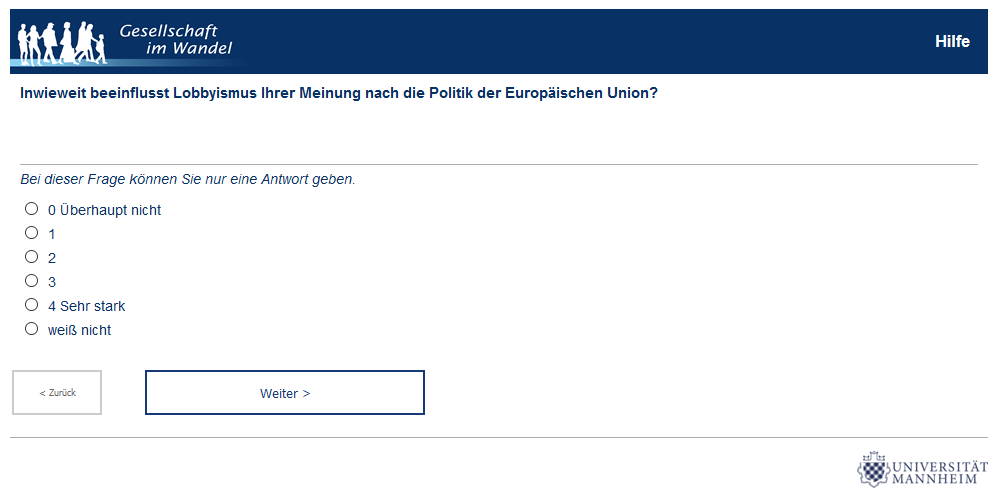 Gesellschaft
im Wandel
Hilfe
Inwieweit beeinflusst Lobbyismus Ihrer Meinung nach die Politik der Europäischen Union?
Bei dieser Frage können Sie nur eine Antwort geben.
0 Überhaupt nicht
1
2
3
4 Sehr stark
weiß nicht
< Zurück
Weiter >
UNIVERSITÄT
MANNHEIM